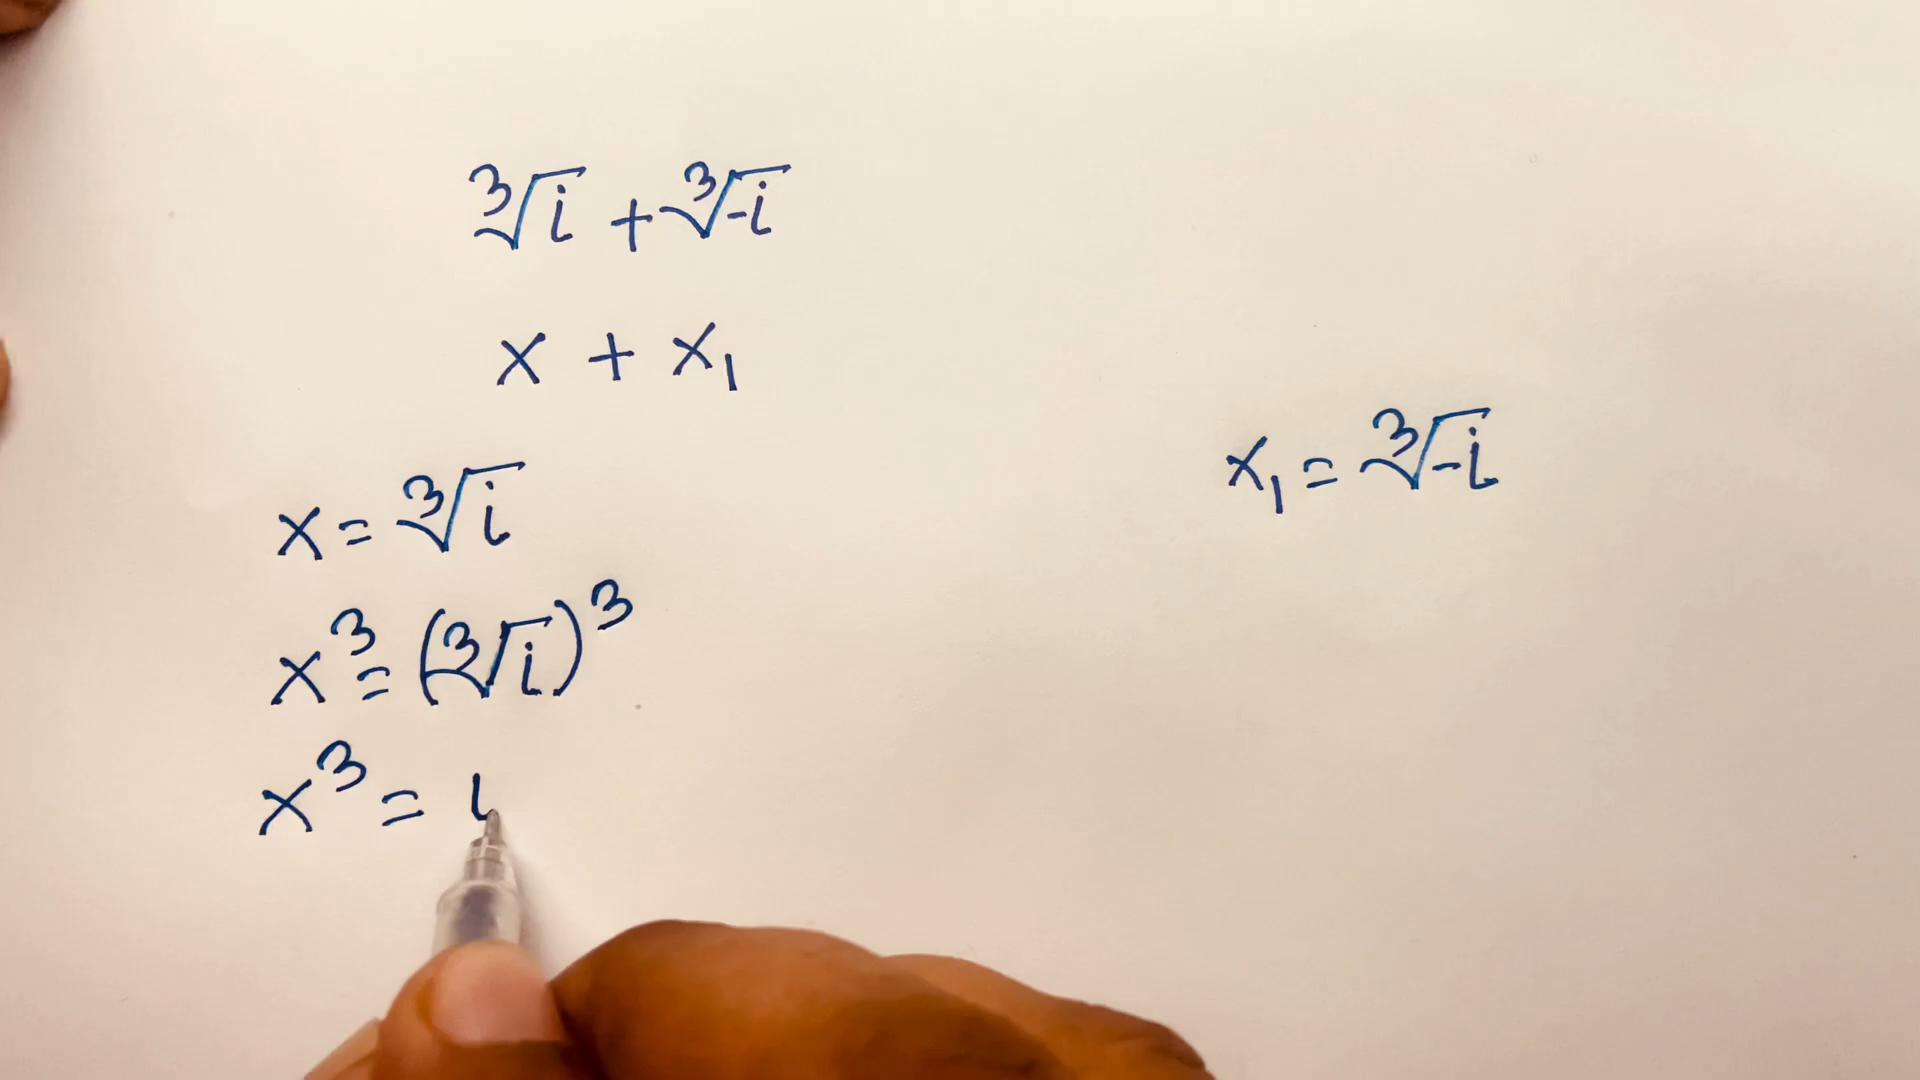 ∛i + ∛-i
x + x₁
x = ∛i
x³ = (∛i)³
x³ = i
x₁ = ∛-i